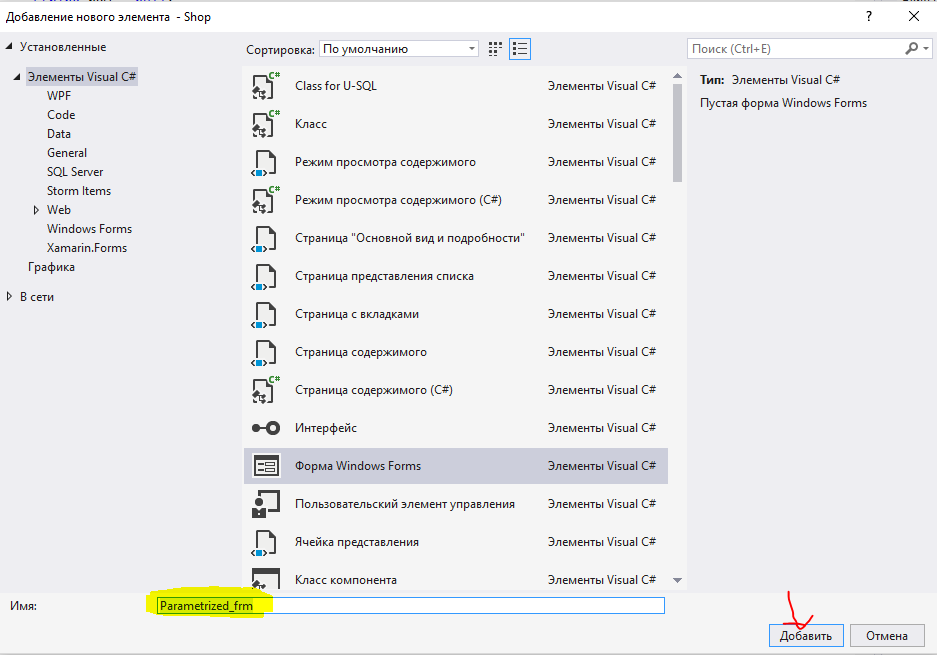 Добавление нового элемента - Shop
?
Установленные
Элементы Visual C#
WPF
Code
Data
General
SQL Server
Storm Items
Web
Windows Forms
Xamarin.Forms
Графика
В сети
Сортировка: По умолчанию
Class for U-SQL Элементы Visual C#
Класс Элементы Visual C#
Режим просмотра содержимого Элементы Visual C#
Режим просмотра содержимого (C#) Элементы Visual C#
Страница "Основной вид и подробности" Элементы Visual C#
Страница представления списка Элементы Visual C#
Страница с вкладками Элементы Visual C#
Страница содержимого Элементы Visual C#
Страница содержимого (C#) Элементы Visual C#
Интерфейс Элементы Visual C#
Форма Windows Forms Элементы Visual C#
Пользовательский элемент управления Элементы Visual C#
Ячейка представления Элементы Visual C#
Класс компонента Элементы Visual C#
Поиск (Ctrl+E)
Тип: Элементы Visual C#
Пустая форма Windows Forms
Имя: Parametrized_frm
Добавить Отмена